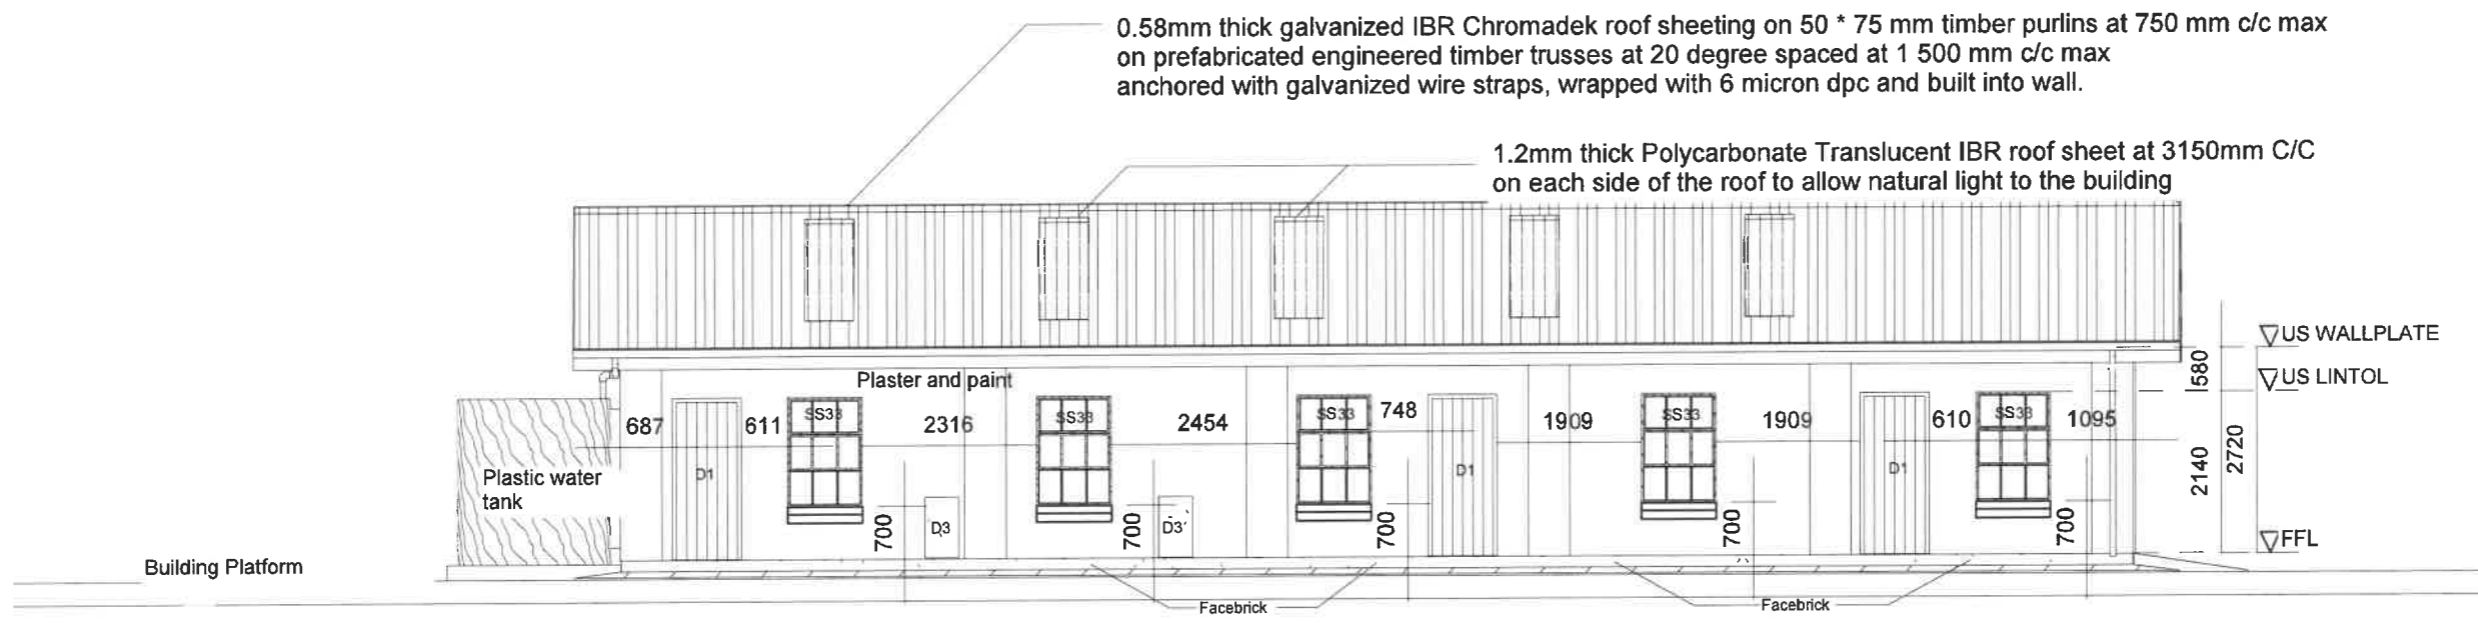 0.58mm thick galvanized IBR Chromadek roof sheeting on 50 * 75 mm timber purlins at 750 mm c/c max
on prefabricated engineered timber trusses at 20 degree spaced at 1 500 mm c/c max
anchored with galvanized wire straps, wrapped with 6 micron dpc and built into wall.
1.2mm thick Polycarbonate Translucent IBR roof sheet at 3150mm C/C
on each side of the roof to allow natural light to the building
US WALLPLATE
580
US LINTOL
Plaster and paint
SS33
SS33
SS33
SS33
SS33
687
611
2316
2454
748
1909
1909
610
1095
2140
2720
Plastic water
tank
D1
D1
D1
D3
D3
700
700
700
700
700
FFL
Building Platform
Facebrick
Facebrick